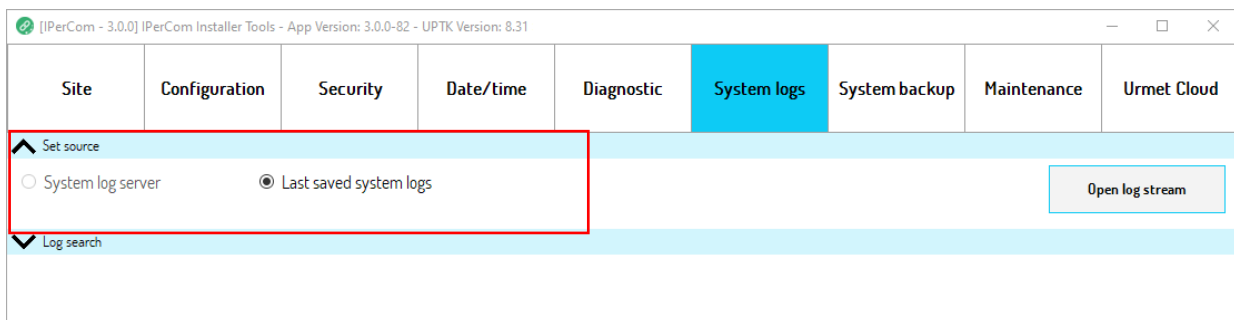 [IPerCom - 3.0.0] IPerCom Installer Tools - App Version: 3.0.0-82 - UPTK Version: 8.31
Site Configuration Security Date/time Diagnostic System logs System backup Maintenance Urmet Cloud
Set source
System log server Last saved system logs Open log stream
Log search